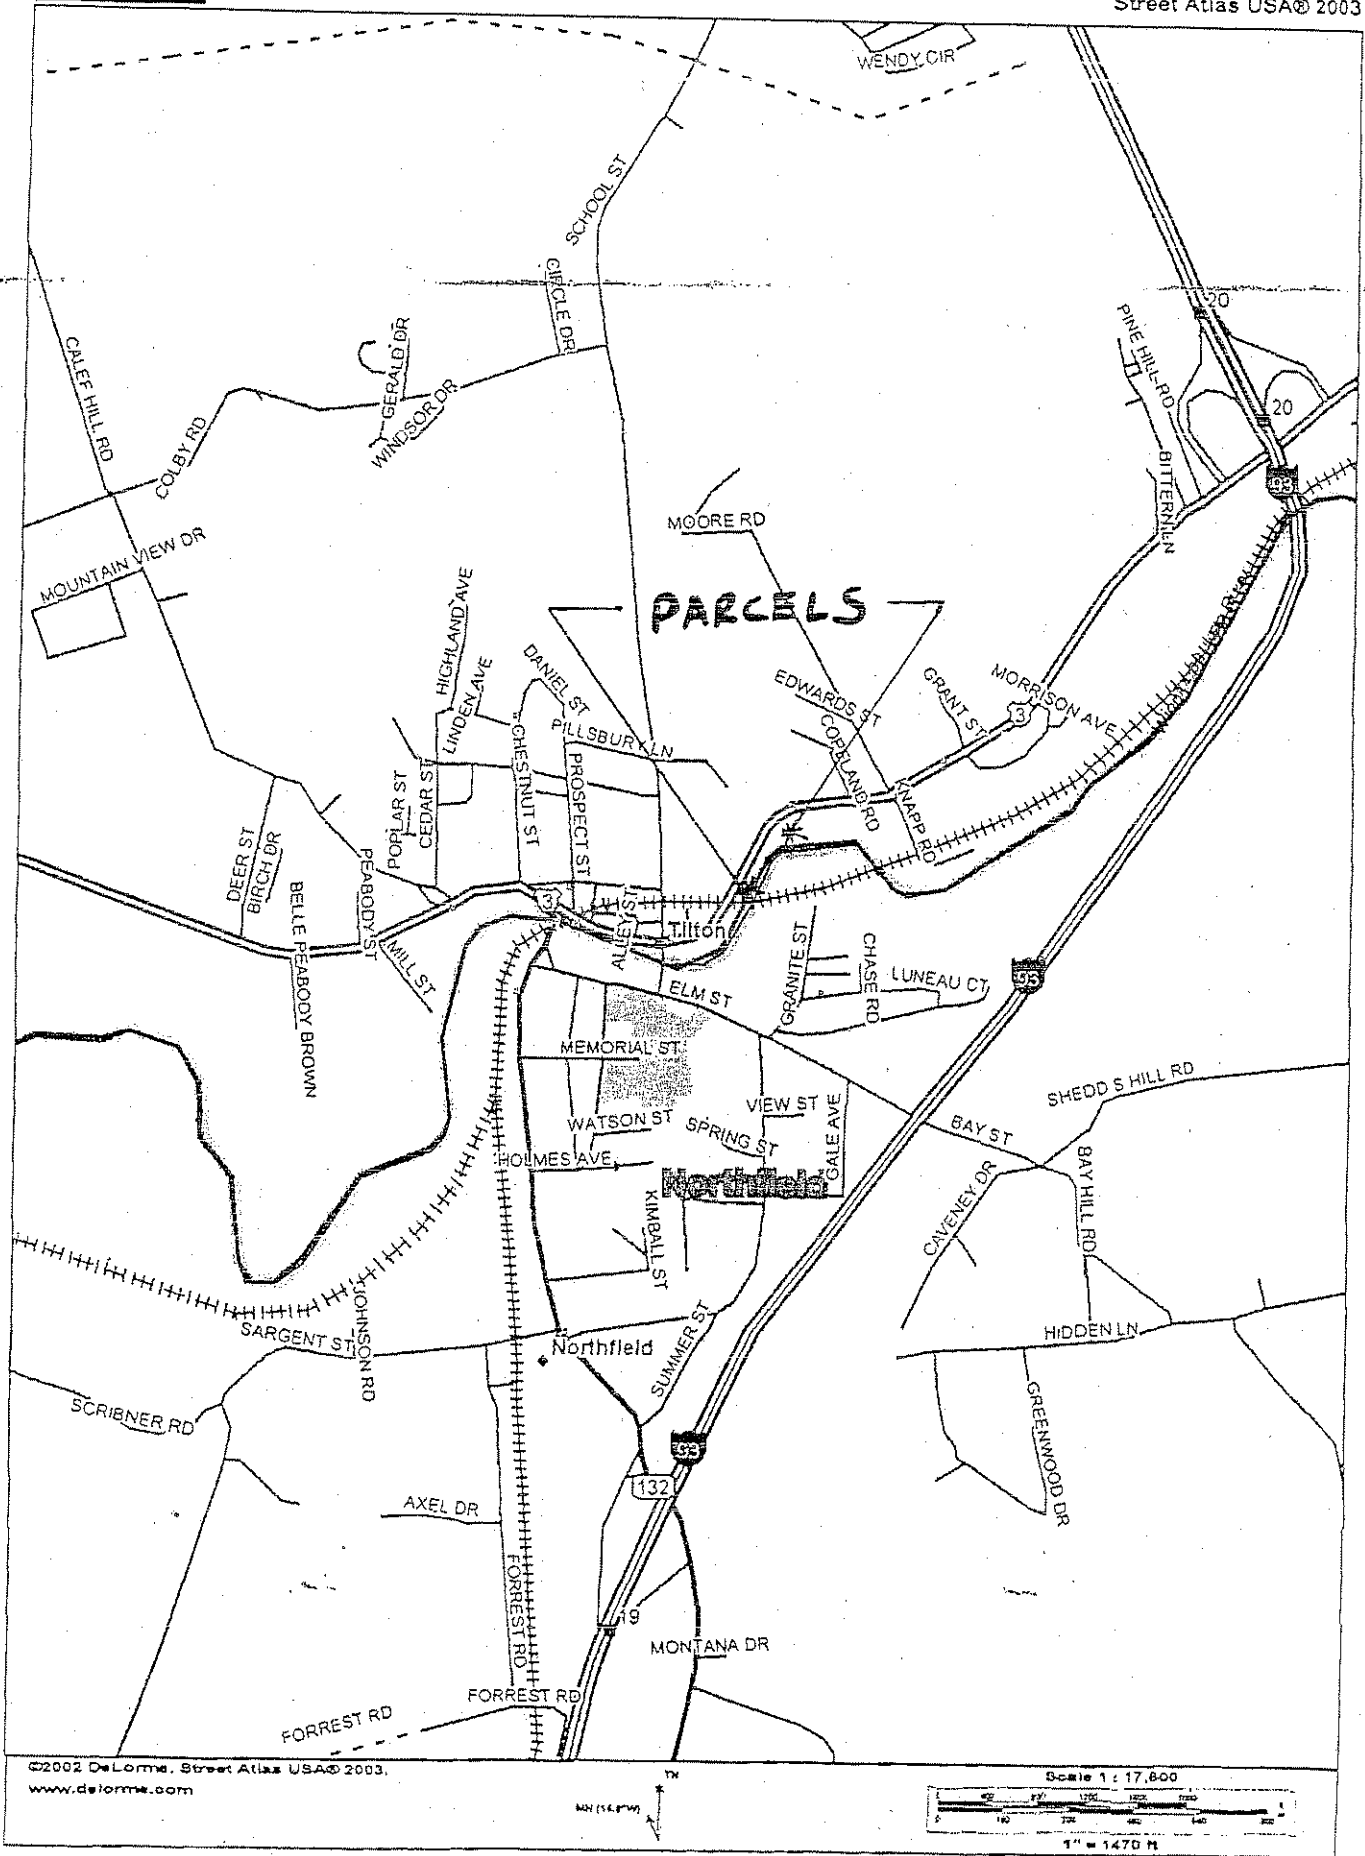 Street Atlas USA® 2003
WENDY CIR
SCHOOL ST
CIRCLE DR
20
PINE HILL RD
CALEF HILL RD
GERALD DR
WINDSOR DR
20
COLBY RD
BITTERN LN
93
MOORE RD
MOUNTAIN VIEW DR
PARCELS
HIGHLAND AVE
LINDEN AVE
DANIEL ST
EDWARDS ST
GRANT ST
MORRISON AVE
3
PILLSBURY LN
COPELAND RD
CHESTNUT ST
PROSPECT ST
KNAPP RD
POPLAR ST
CEDAR ST
DEER ST
BIRCH DR
PEABODY ST
BELLE PEABODY BROWN
3
ALLEY ST
Tilton
MILL ST
GRANITE ST
CHASE RD
LUNEAU CT
93
ELM ST
MEMORIAL ST
SHEDD S HILL RD
VIEW ST
WATSON ST
SPRING ST
GALE AVE
BAY ST
HOLMES AVE
Northfield
BAY HILL RD
CAVENEY DR
KIMBALL ST
JOHNSON RD
SARGENT ST
Northfield
SUMMER ST
HIDDEN LN
SCRIBNER RD
GREENWOOD DR
93
132
AXEL DR
FORREST RD
19
MONTANA DR
FORREST RD
FORREST RD
©2002 DeLorme. Street Atlas USA® 2003.
www.delorme.com
TN
Scale 1 : 17,600
1" = 1470 ft